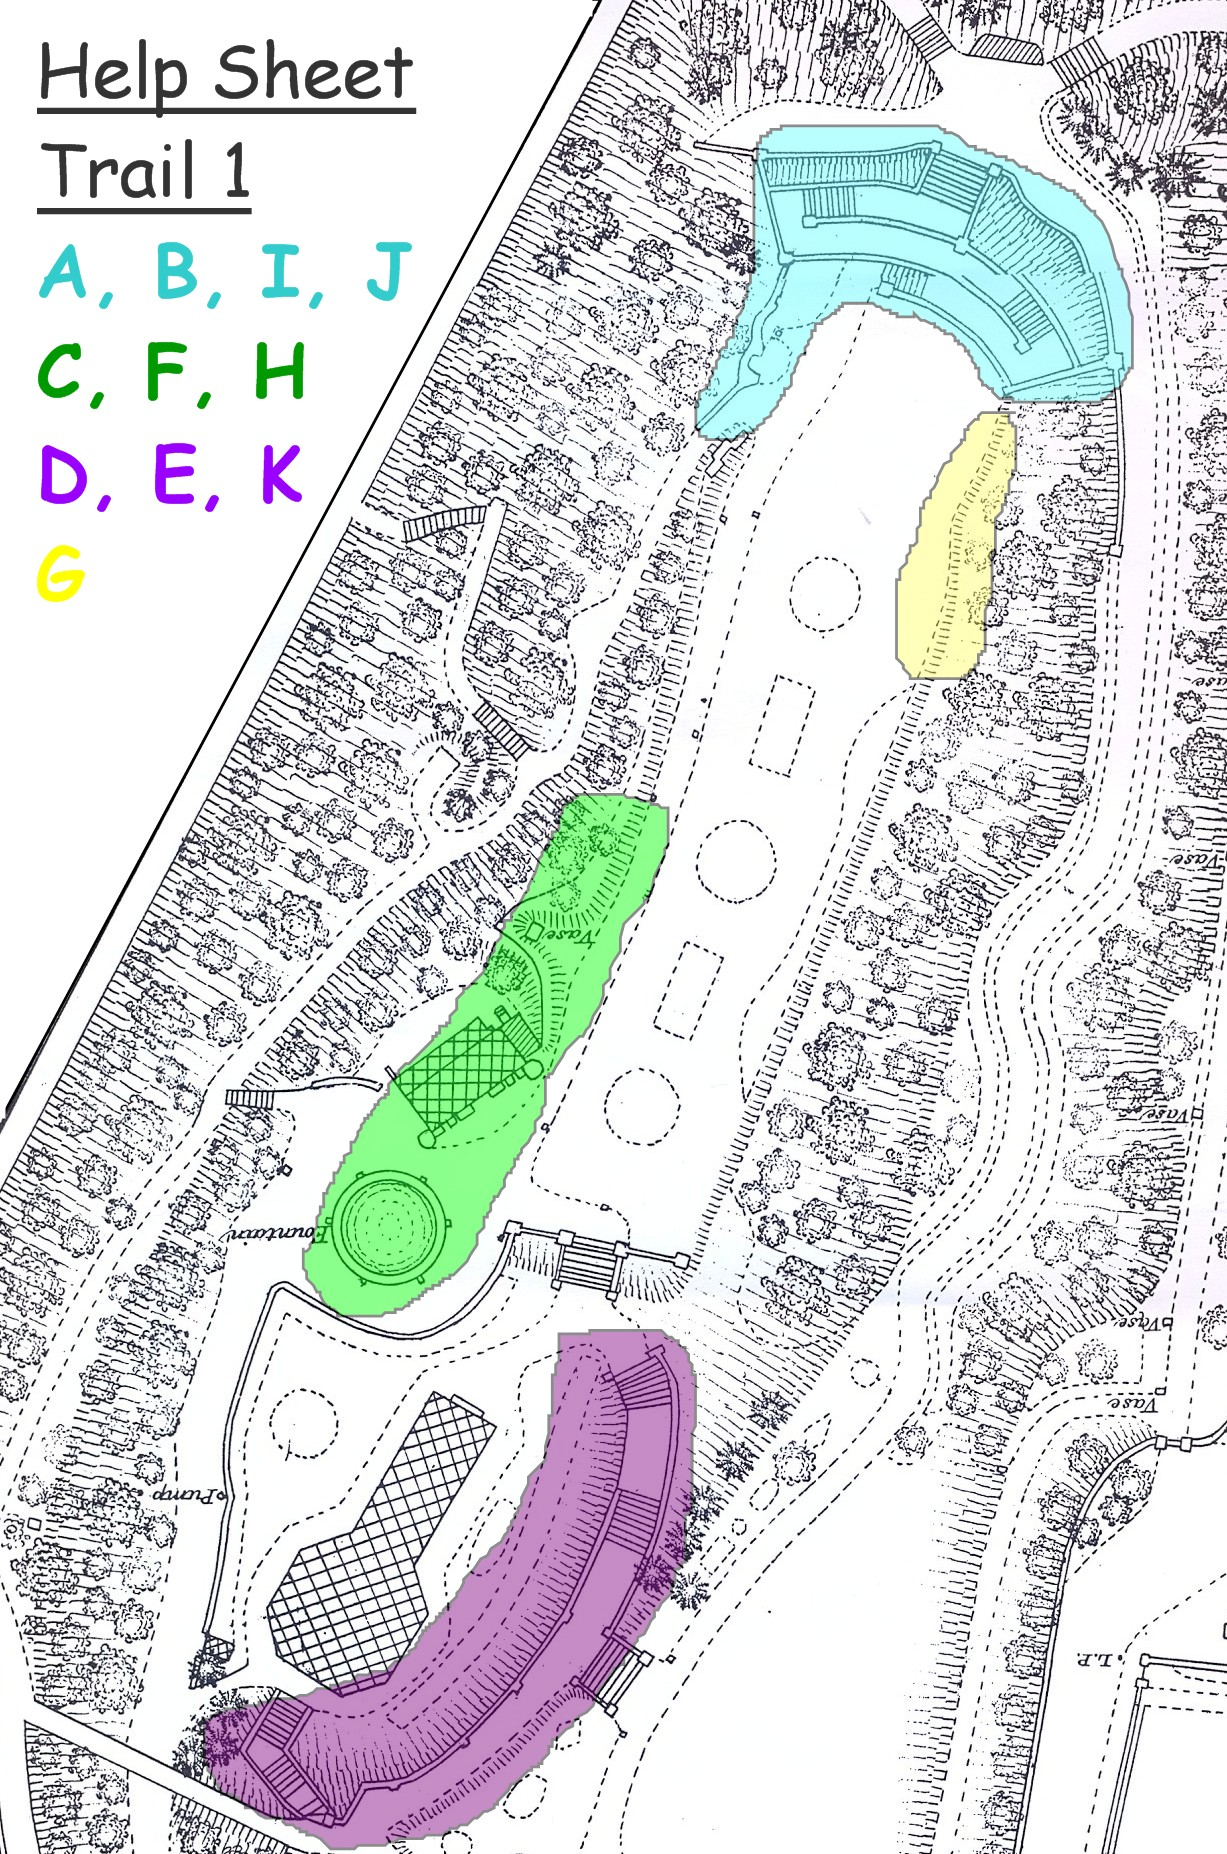 Help Sheet
Trail 1
A, B, I, J
C, F, H
D, E, K
G
Vase
Vase
Vase
Fountain
Vase
Vase
Vase
Pump
L.P.